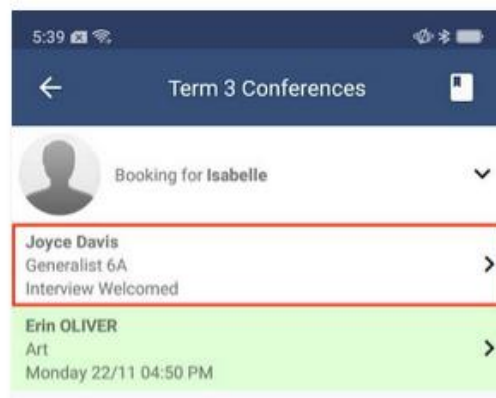 5:39
Term 3 Conferences
Booking for Isabelle
Joyce Davis
Generalist 6A
Interview Welcomed
Erin OLIVER
Art
Monday 22/11 04:50 PM